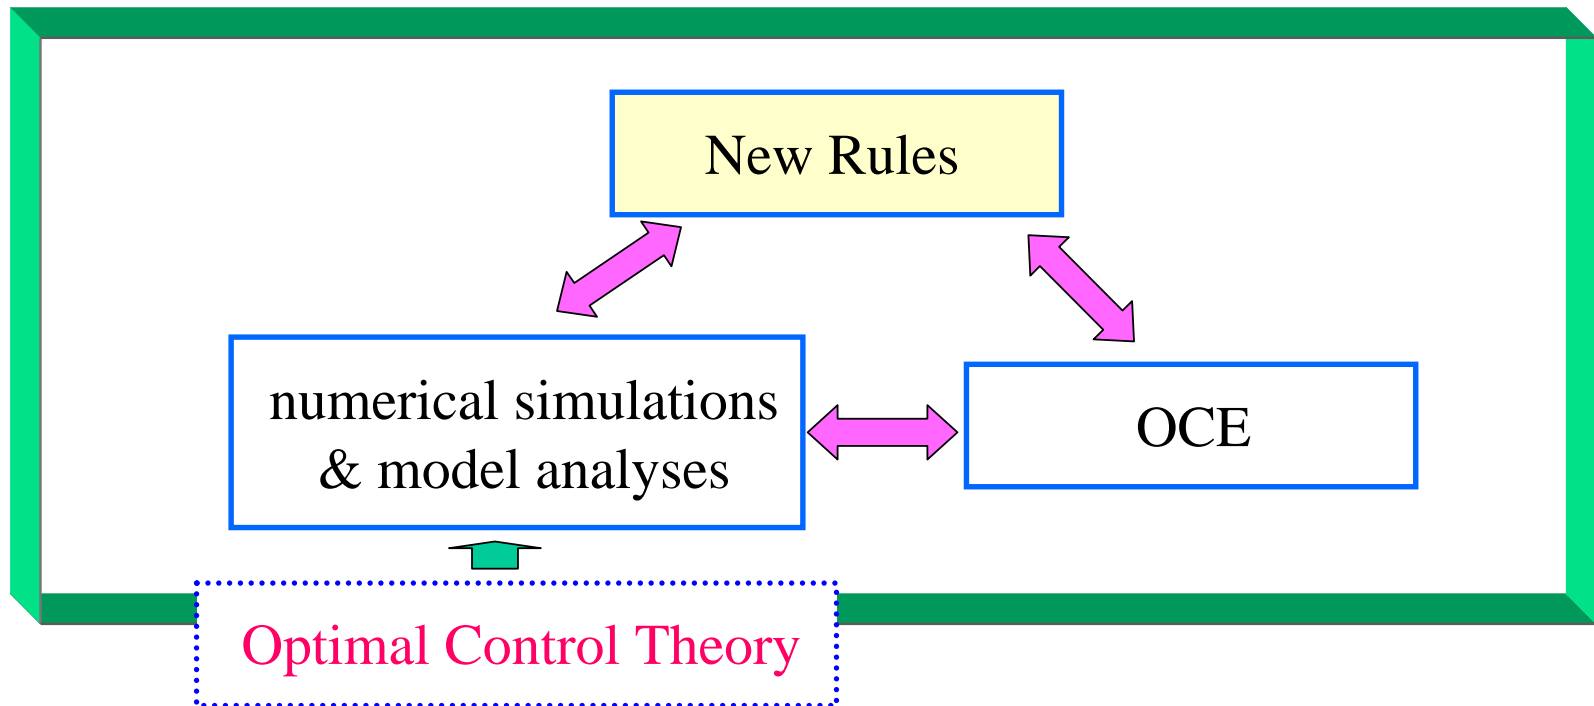 New Rules
numerical simulations
& model analyses
OCE
Optimal Control Theory